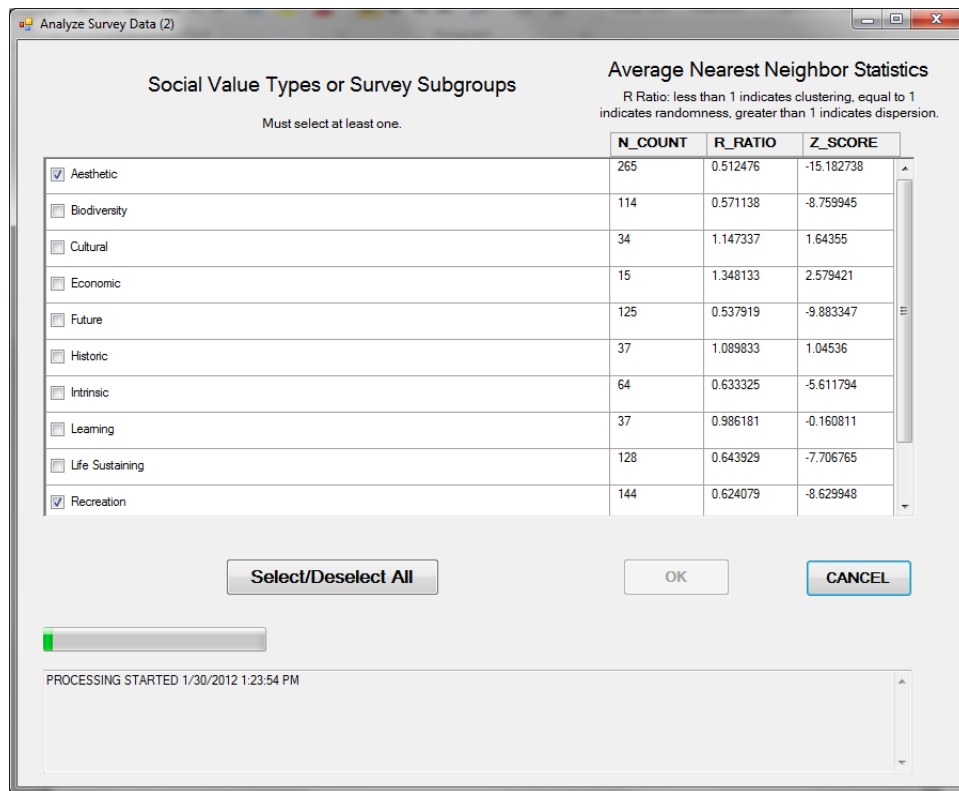 Analyze Survey Data (2)
Social Value Types or Survey Subgroups
Must select at least one.
Average Nearest Neighbor Statistics
R Ratio: less than 1 indicates clustering, equal to 1
indicates randomness, greater than 1 indicates dispersion.
N_COUNT R_RATIO Z_SCORE
Aesthetic 265 0.512476 -15.182738
Biodiversity 114 0.571138 -8.759945
Cultural 34 1.147337 1.64355
Economic 15 1.348133 2.579421
Future 125 0.537919 -9.883347
Historic 37 1.089833 1.04536
Intrinsic 64 0.633325 -5.611794
Learning 37 0.986181 -0.160811
Life Sustaining 128 0.643929 -7.706765
Recreation 144 0.624079 -8.629948
Select/Deselect All OK CANCEL
PROCESSING STARTED 1/30/2012 1:23:54 PM